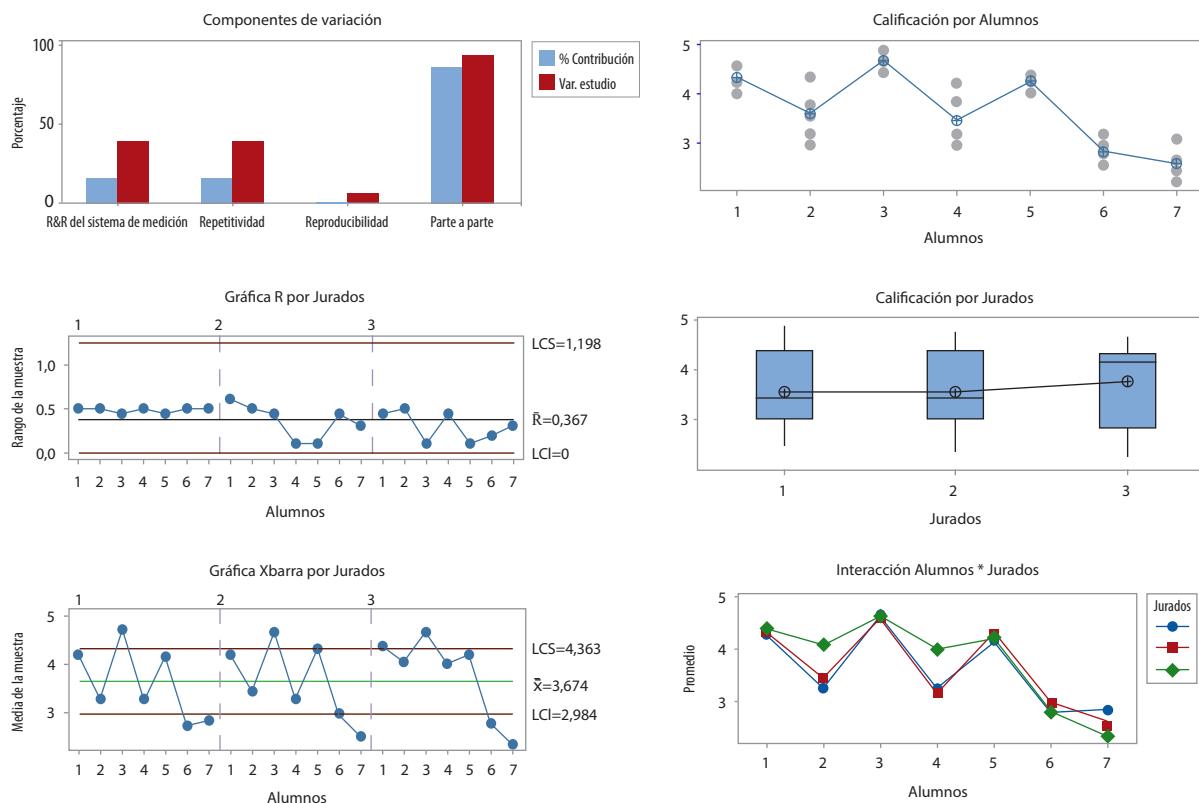 Componentes de variación
100
50
0
Porcentaje
% Contribución
Var. estudio
R&R del sistema de medición Repetitividad Reproducibilidad Parte a parte
Calificación por Alumnos
5
4
3
1 2 3 4 5 6 7
Alumnos
Gráfica R por Jurados
1 2 3
Rango de la muestra
1,0
0.5
0,0
LCS=1,198
R̄=0,367
LCI=0
1 2 3 4 5 6 7 1 2 3 4 5 6 7 1 2 3 4 5 6 7
Alumnos
Calificación por Jurados
5
4
3
1 2 3
Jurados
Gráfica Xbarra por Jurados
1 2 3
Media de la muestra
5
4
3
LCS=4,363
X̿=3,674
LCI=2,984
1 2 3 4 5 6 7 1 2 3 4 5 6 7 1 2 3 4 5 6 7
Alumnos
Interacción Alumnos * Jurados
Promedio
5
4
3
1 2 3 4 5 6 7
Alumnos
Jurados
1
2
3